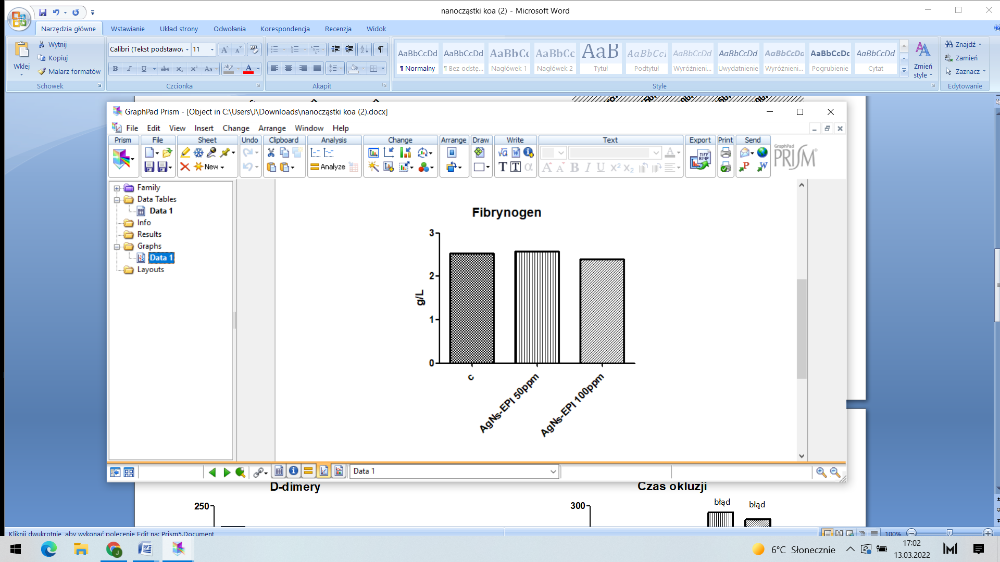 nanocząstki koa (2) - Microsoft Word
Narzędzia główne Wstawianie Układ strony Odwołania Korespondencja Recenzja Widok
Wklej
Wytnij
Kopiuj
Malarz formatów
Schowek
Calibri (Tekst podstawov 11
Czcionka
Akapit
AaBbCcDd AaBbCcDd AaBbCc AaBbCc AaB AaBbCcI AaBbCcDd AaBbCcDd AaBbCcDc AaBbCcDc AaBbCcDd
¶ Normalny ¶ Bez odstę... Nagłówek 1 Nagłówek 2 Tytuł Podtytuł Wyróżnieni... Uwydatnienie Wyróżnieni... Pogrubienie Cytat
Style
Zmień style
Znajdź
Zamień
Zaznacz
Edytowanie
GraphPad Prism - [Object in C:\Users\J\Downloads\nanocząstki koa (2).docx]
File Edit View Insert Change Arrange Window Help
Prism File Sheet Undo Clipboard Analysis Change Arrange Draw Write Text Export Print Send
New
Analyze
TIFF
BMP
GraphPad
PRISM
Family
Data Tables
Data 1
Info
Results
Graphs
Data 1
Layouts
Fibrynogen
3
2
1
0
g/L
c
AgNs-EPI 50ppm
AgNs-EPI 100ppm
Data 1
D-dimery
250
Czas okluzji
300
błąd
błąd
Kliknij dwukrotnie, aby wykonać polecenie Edit na: Prism5.Document
100%
6°C Słonecznie
17:02
13.03.2022